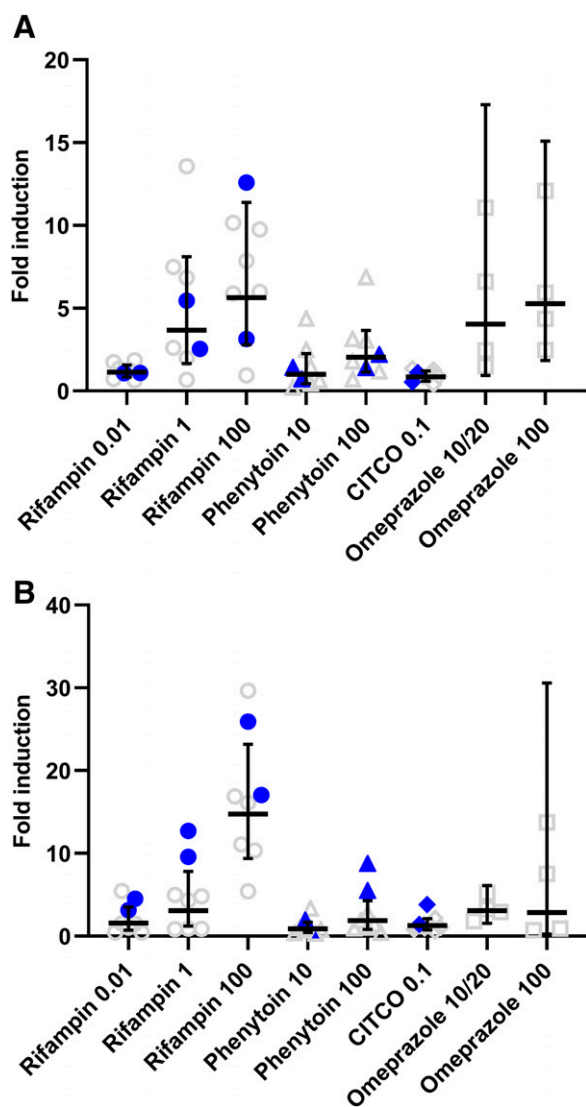 A
20
15
10
5
0
Fold induction
Rifampin 0.01
Rifampin 1
Rifampin 100
Phenytoin 10
Phenytoin 100
CITCO 0.1
Omeprazole 10/20
Omeprazole 100
B
40
30
20
10
0
Fold induction
Rifampin 0.01
Rifampin 1
Rifampin 100
Phenytoin 10
Phenytoin 100
CITCO 0.1
Omeprazole 10/20
Omeprazole 100